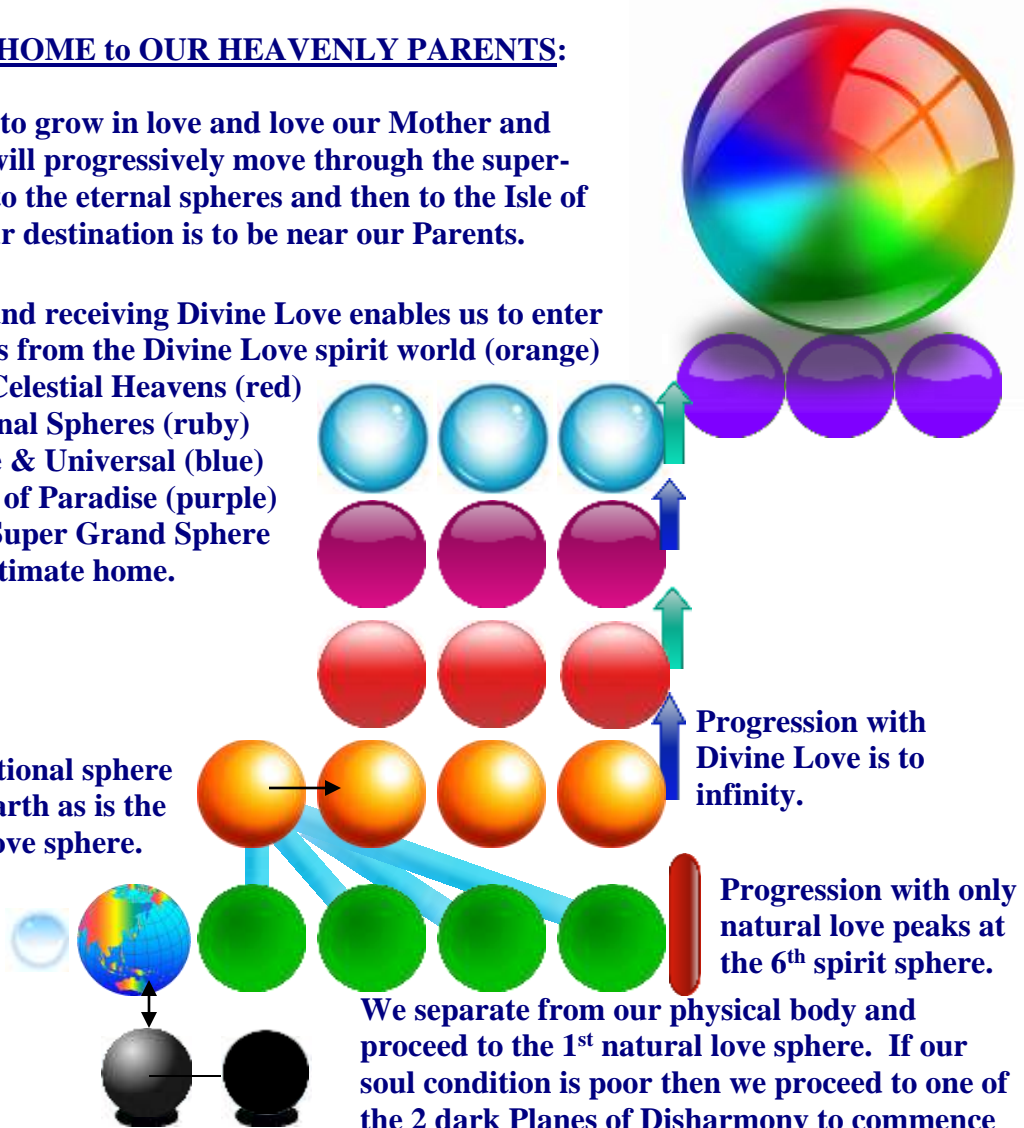 HOME to OUR HEAVENLY PARENTS:
to grow in love and love our Mother and
will progressively move through the super-
to the eternal spheres and then to the Isle of
destination is to be near our Parents.
and receiving Divine Love enables us to enter
from the Divine Love spirit world (orange)
Celestial Heavens (red)
Spheres (ruby)
& Universal (blue)
of Paradise (purple)
Super Grand Sphere
home.
Progression with
Divine Love is to
infinity.
sphere
as is the
sphere.
Progression with only
natural love peaks at
the 6th spirit sphere.
We separate from our physical body and
proceed to the 1st natural love sphere. If our
soul condition is poor then we proceed to one of
the 2 dark Planes of Disharmony to commence